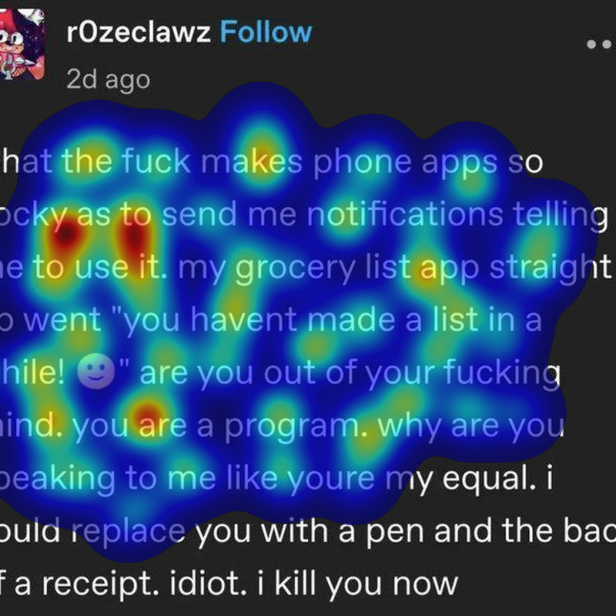 r0zeclawz Follow
2d ago
hat the fuck makes phone apps so
ocky as to send me notifications telling
e to use it. my grocery list app straight
p went "you havent made a list in a
hile! 🙂" are you out of your fucking
ind. you are a program. why are you
peaking to me like youre my equal. i
ould replace you with a pen and the bac
f a receipt. idiot. i kill you now